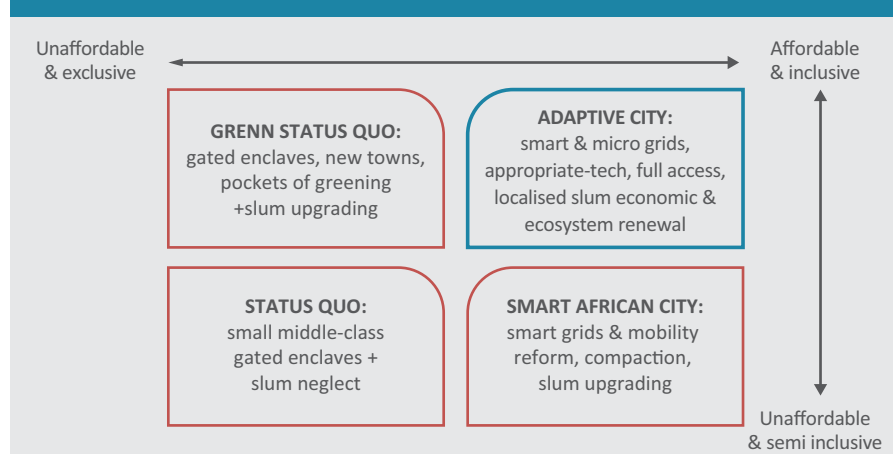 Unaffordable
& exclusive
Affordable
& inclusive
GRENN STATUS QUO:
gated enclaves, new towns,
pockets of greening
+slum upgrading
ADAPTIVE CITY:
smart & micro grids,
appropriate-tech, full access,
localised slum economic &
ecosystem renewal
STATUS QUO:
small middle-class
gated enclaves +
slum neglect
SMART AFRICAN CITY:
smart grids & mobility
reform, compaction,
slum upgrading
Unaffordable
& semi inclusive